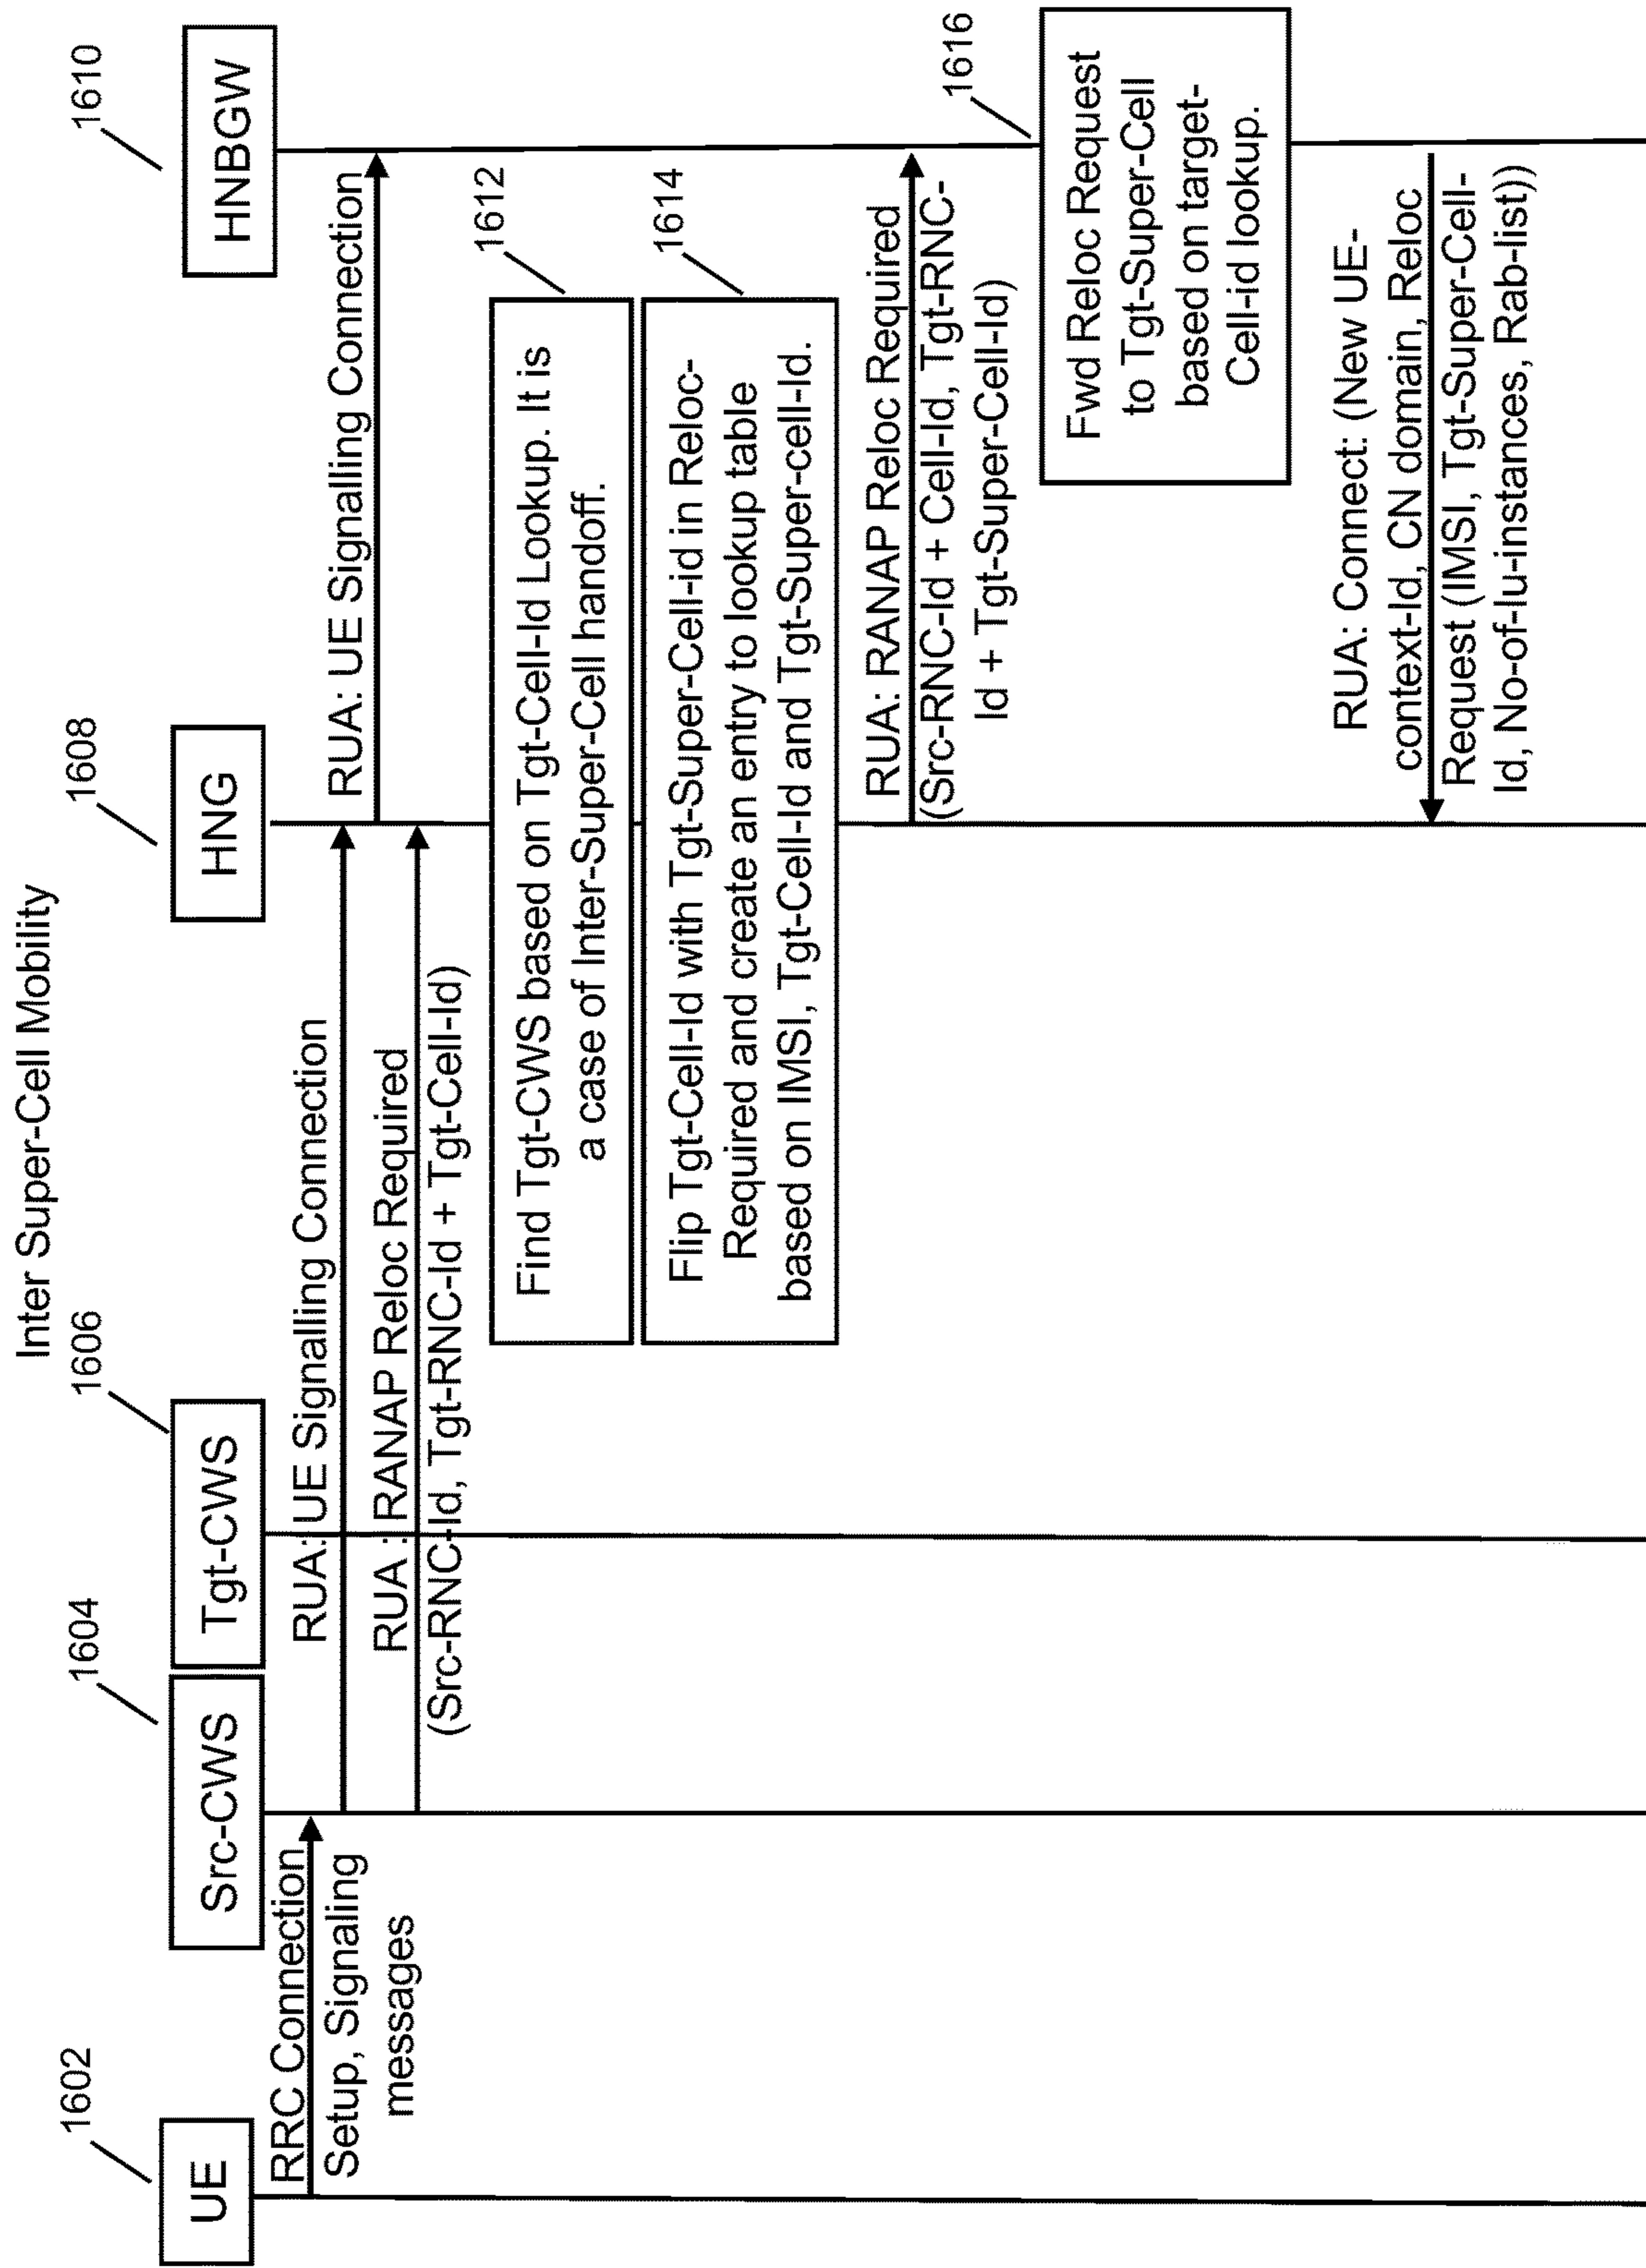 Inter Super-Cell Mobility
1602
1604
1606
1608
1610
UE
Src-CWS
Tgt-CWS
HNG
HNBGW
RRC Connection
Setup, Signaling
messages
RUA: UE Signalling Connection
RUA: UE Signalling Connection
RUA : RANAP Reloc Required
(Src-RNC-Id, Tgt-RNC-Id + Tgt-Cell-Id)
1612
Find Tgt-CWS based on Tgt-Cell-Id Lookup. It is
a case of Inter-Super-Cell handoff.
1614
Flip Tgt-Cell-Id with Tgt-Super-Cell-id in Reloc-
Required and create an entry to lookup table
based on IMSI, Tgt-Cell-Id and Tgt-Super-cell-Id.
RUA: RANAP Reloc Required
(Src-RNC-Id + Cell-Id, Tgt-RNC-
Id + Tgt-Super-Cell-Id)
1616
Fwd Reloc Request
to Tgt-Super-Cell
based on target-
Cell-id lookup.
RUA: Connect: (New UE-
context-Id, CN domain, Reloc
Request (IMSI, Tgt-Super-Cell-
Id, No-of-Iu-instances, Rab-list))